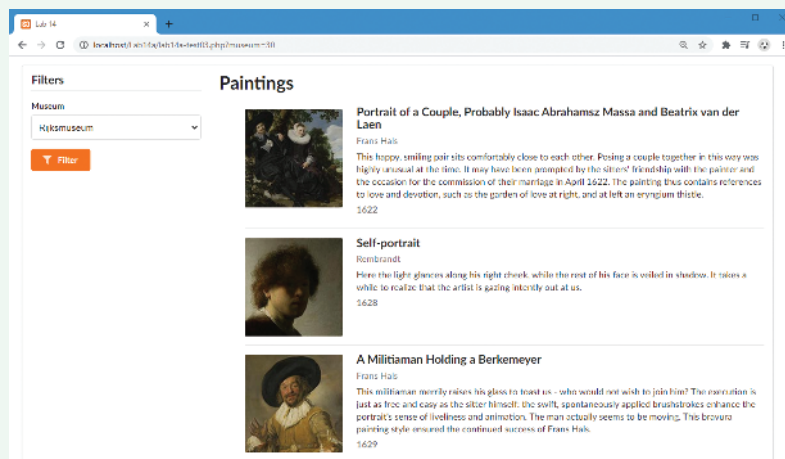 Lab 14
localhost/Lab14a/lab14a-test03.php?museum=30
Filters
Museum
Rijksmuseum
Filter
Paintings
Portrait of a Couple, Probably Isaac Abrahamsz Massa and Beatrix van der
Laen
Frans Hals
This happy, smiling pair sits comfortably close to each other. Posing a couple together in this way was
highly unusual at the time. It may have been prompted by the sitters' friendship with the painter and
the occasion for the commission of their marriage in April 1622. The painting thus contains references
to love and devotion, such as the garden of love at right, and at left an eryngium thistle.
1622
Self-portrait
Rembrandt
Here the light glances along his right cheek, while the rest of his face is veiled in shadow. It takes a
while to realize that the artist is gazing intently out at us.
1628
A Militiaman Holding a Berkemeyer
Frans Hals
This militiaman merrily raises his glass to toast us - who would not wish to join him? The execution is
just as free and easy as the sitter himself: the swift, spontaneously applied brushstrokes enhance the
portrait's sense of liveliness and animation. The man actually seems to be moving. This bravura
painting style ensured the continued success of Frans Hals.
1629